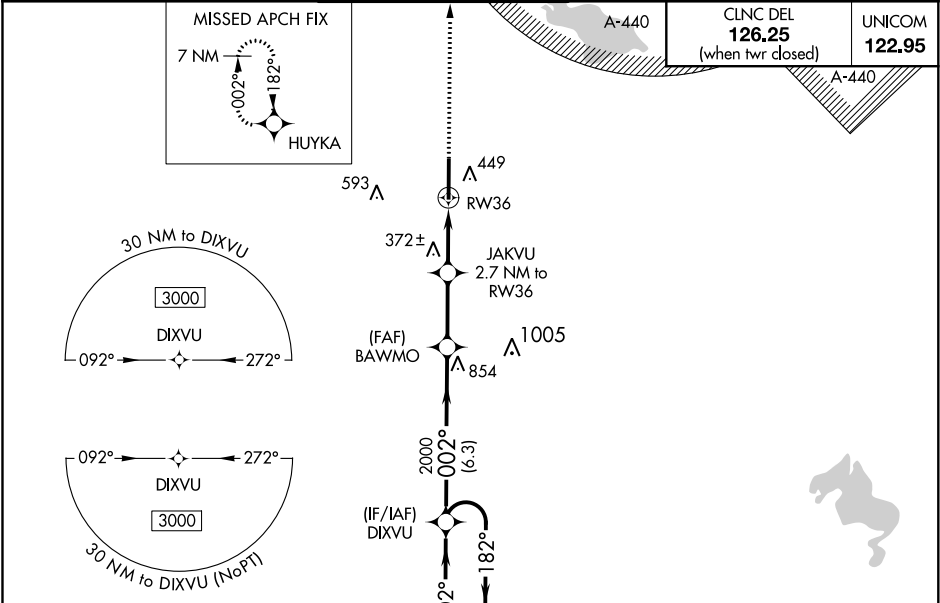 MISSED APCH FIX
7 NM
002°
182°
HUYKA
A-440
CLNC DEL
126.25
(when twr closed)
UNICOM
122.95
A-440
449
593
RW36
372±
JAKVU
2.7 NM to
RW36
30 NM to DIXVU
3000
DIXVU
092°
272°
(FAF)
BAWMO
1005
854
2000
002°
(6.3)
092°
272°
DIXVU
3000
30 NM to DIXVU (NoPT)
(IF/IAF)
DIXVU
182°